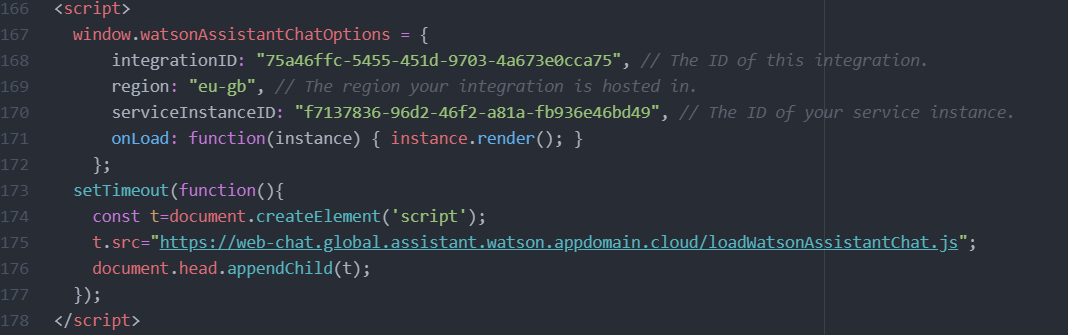 166 <script>
167 window.watsonAssistantChatOptions = {
168 integrationID: "75a46ffc-5455-451d-9703-4a673e0cca75", // The ID of this integration.
169 region: "eu-gb", // The region your integration is hosted in.
170 serviceInstanceID: "f7137836-96d2-46f2-a81a-fb936e46bd49", // The ID of your service instance.
171 onLoad: function(instance) { instance.render(); }
172 };
173 setTimeout(function(){
174 const t=document.createElement('script');
175 t.src="https://web-chat.global.assistant.watson.appdomain.cloud/loadWatsonAssistantChat.js";
176 document.head.appendChild(t);
177 });
178 </script>